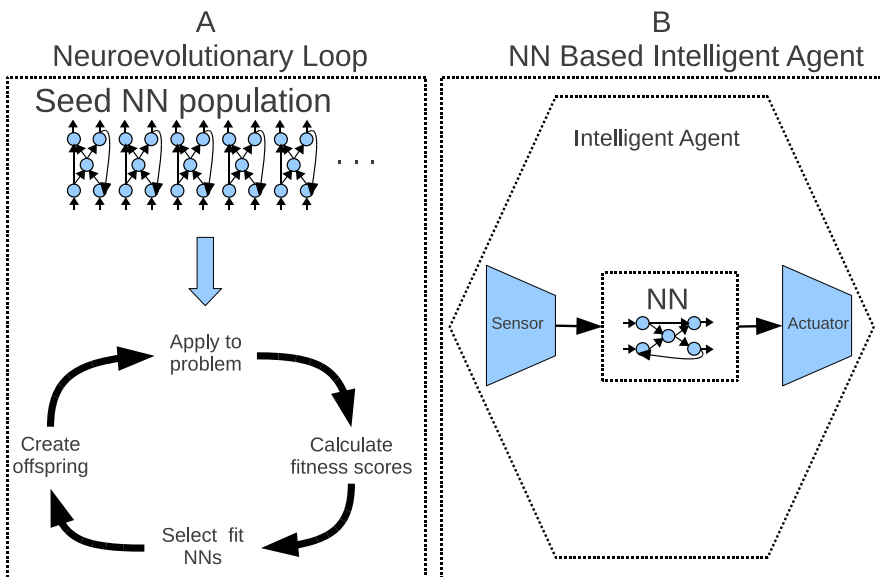 A
Neuroevolutionary Loop
Seed NN population
. . .
Apply to
problem
Calculate
fitness scores
Select fit
NNs
Create
offspring
B
NN Based Intelligent Agent
Intelligent Agent
Sensor
NN
Actuator